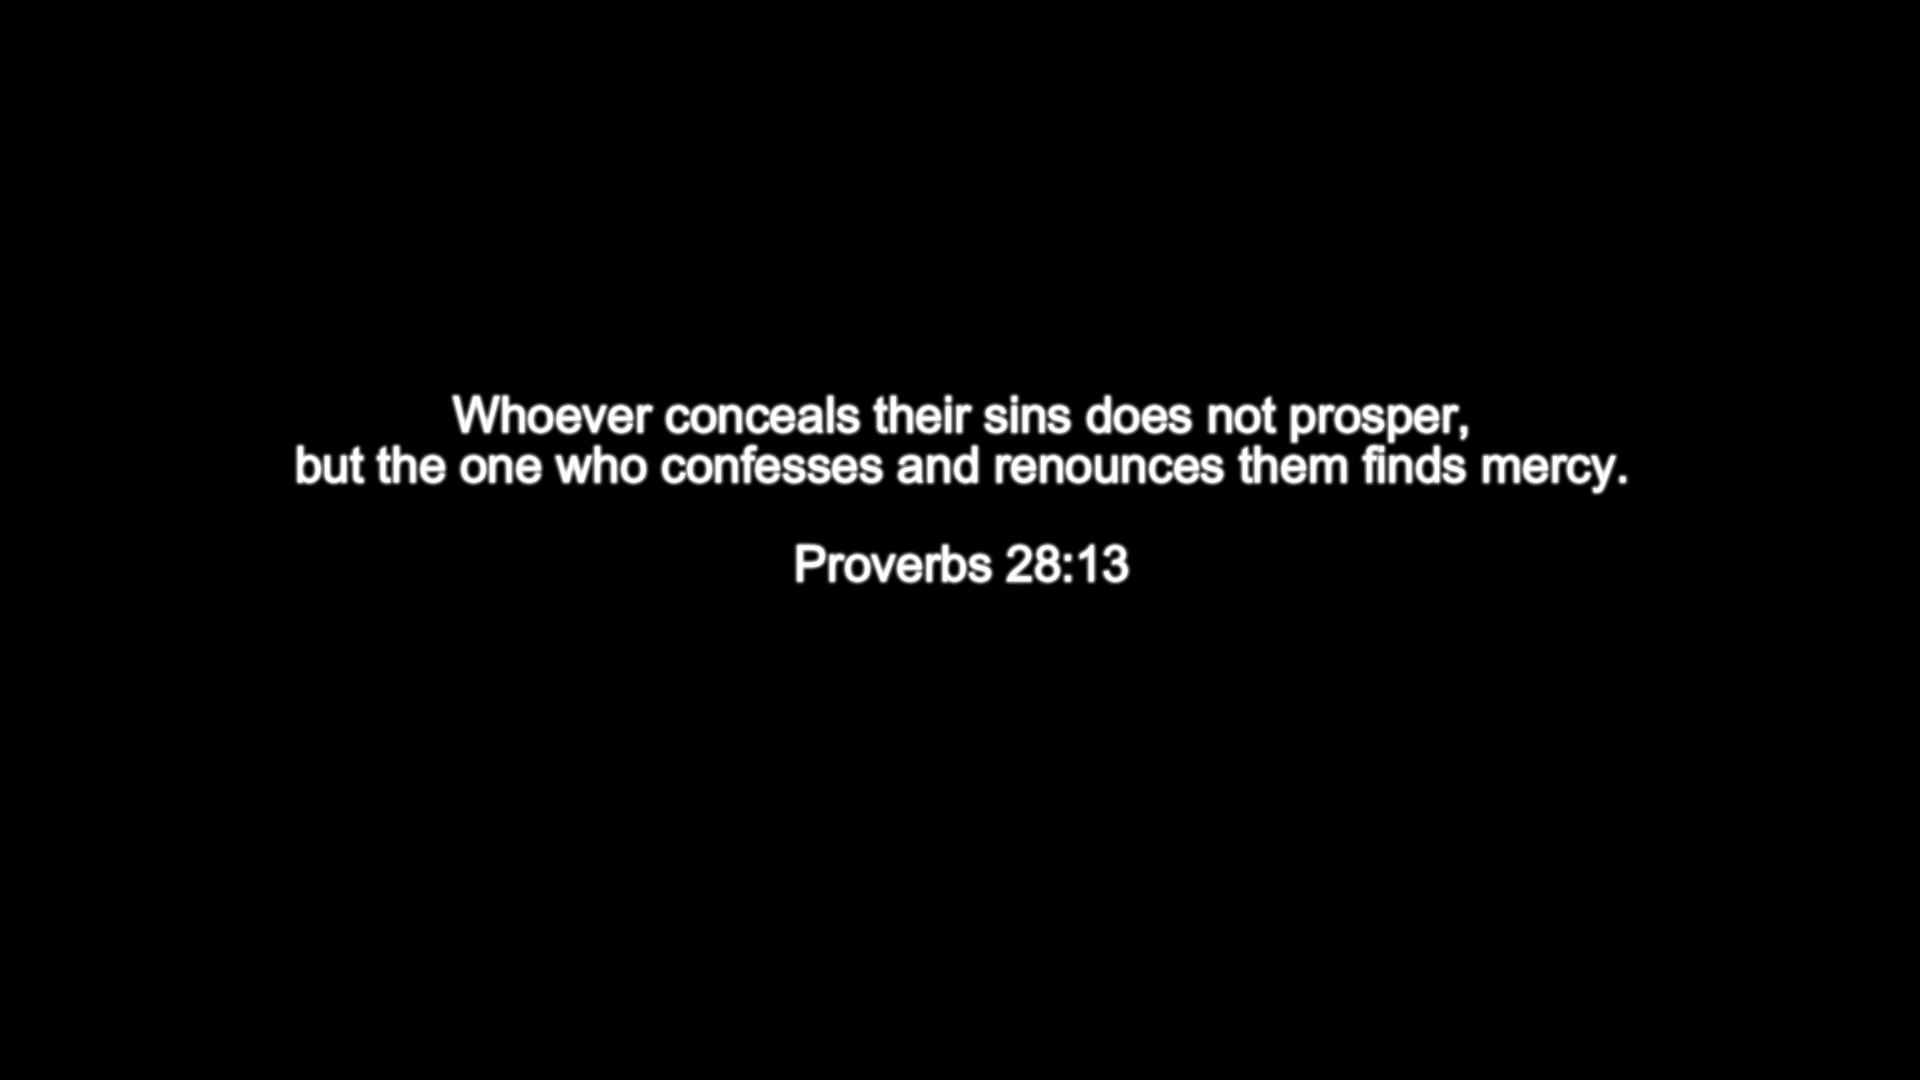 Whoever conceals their sins does not prosper,
but the one who confesses and renounces them finds mercy.
Proverbs 28:13